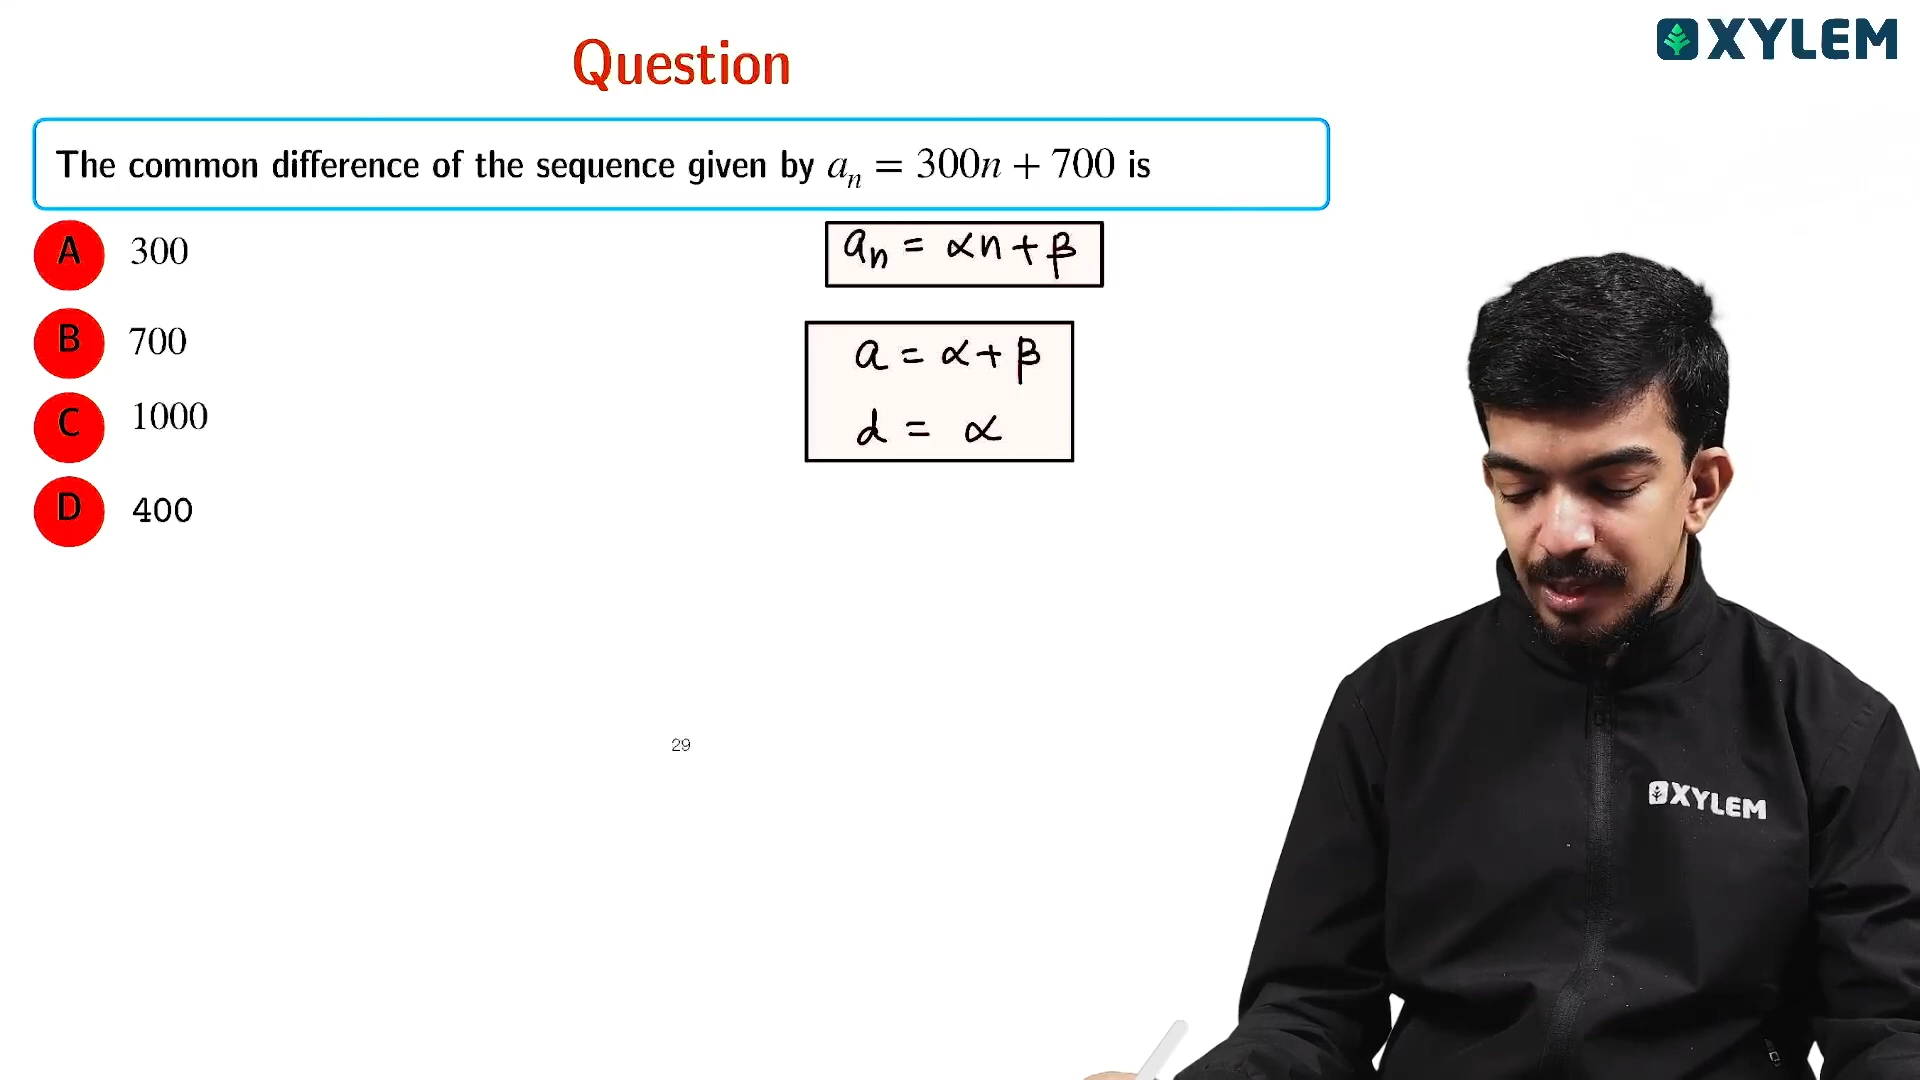 XYLEM
Question
The common difference of the sequence given by aₙ = 300n + 700 is
A 300
B 700
C 1000
D 400
aₙ = αn + β
a = α + β
d = α
29
XYLEM